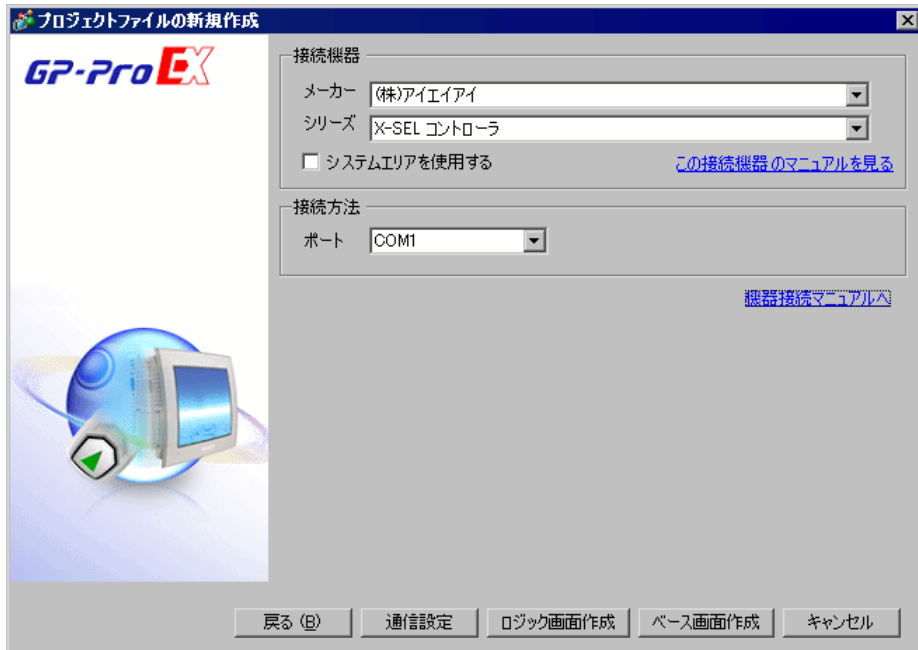 プロジェクトファイルの新規作成
GP-Pro EX
接続機器
メーカー (株)アイエイアイ
シリーズ X-SEL コントローラ
システムエリアを使用する この接続機器のマニュアルを見る
接続方法
ポート COM1
機器接続マニュアルへ
戻る (B) 通信設定 ロジック画面作成 ベース画面作成 キャンセル